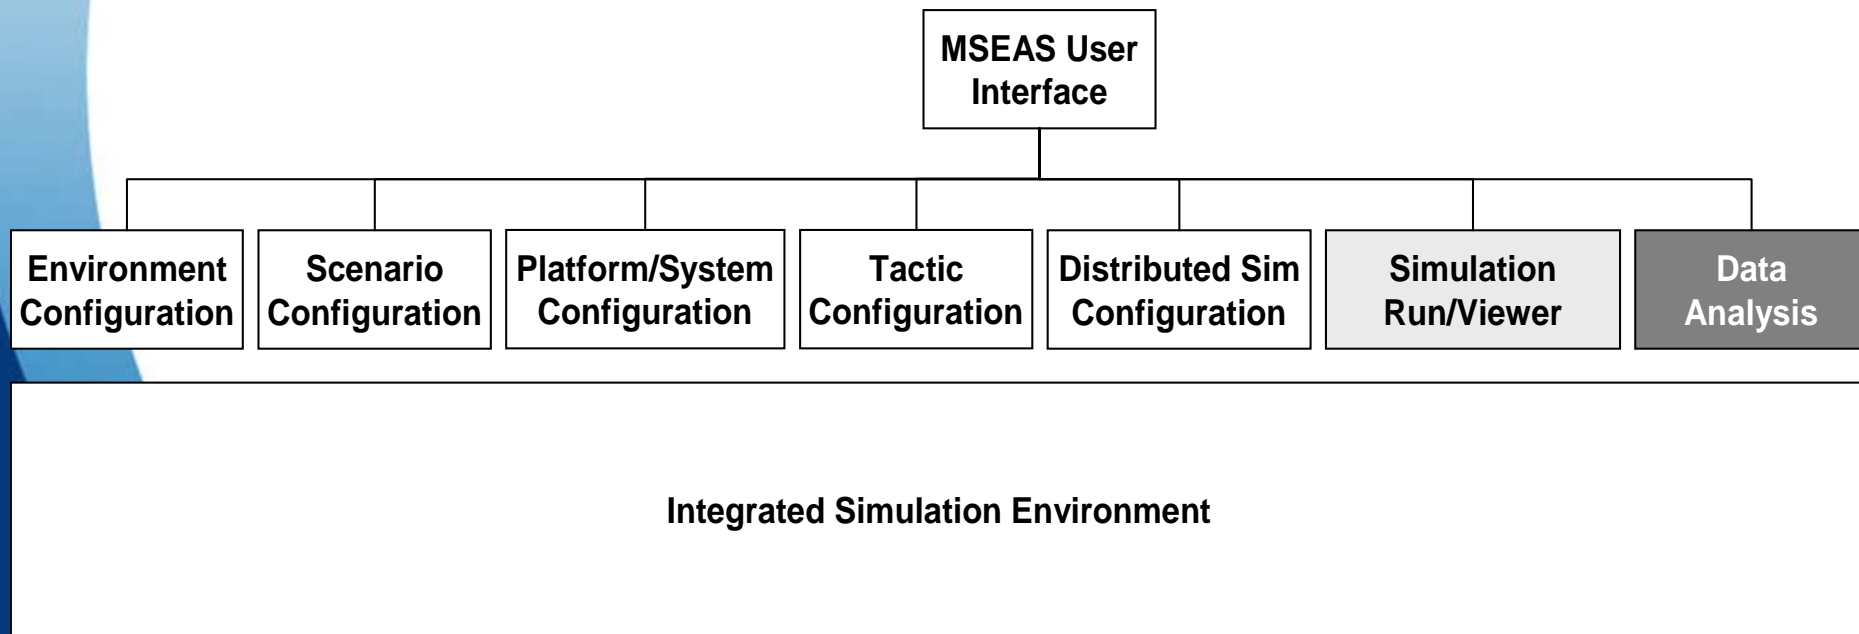 MSEAS User
Interface
Environment
Configuration
Scenario
Configuration
Platform/System
Configuration
Tactic
Configuration
Distributed Sim
Configuration
Simulation
Run/Viewer
Data
Analysis
Integrated Simulation Environment